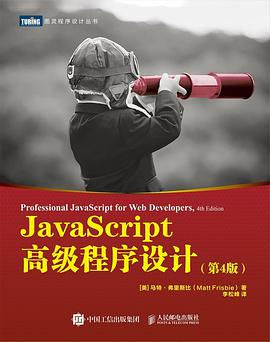 TURING 图灵程序设计丛书
Professional JavaScript for Web Developers, 4th Edition
JavaScript
高级程序设计（第4版）
[美] 马特·弗里斯比（Matt Frisbie）著
李松峰 译
中国工信出版集团
人民邮电出版社
POSTS & TELECOM PRESS